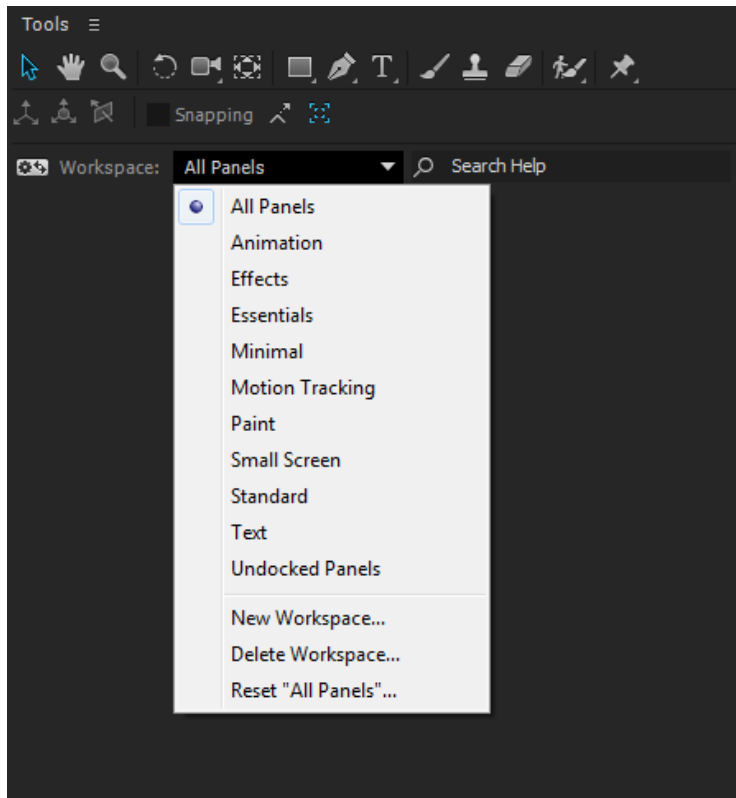 Tools
Snapping
Workspace: All Panels Search Help
All Panels
Animation
Effects
Essentials
Minimal
Motion Tracking
Paint
Small Screen
Standard
Text
Undocked Panels
New Workspace...
Delete Workspace...
Reset "All Panels"...